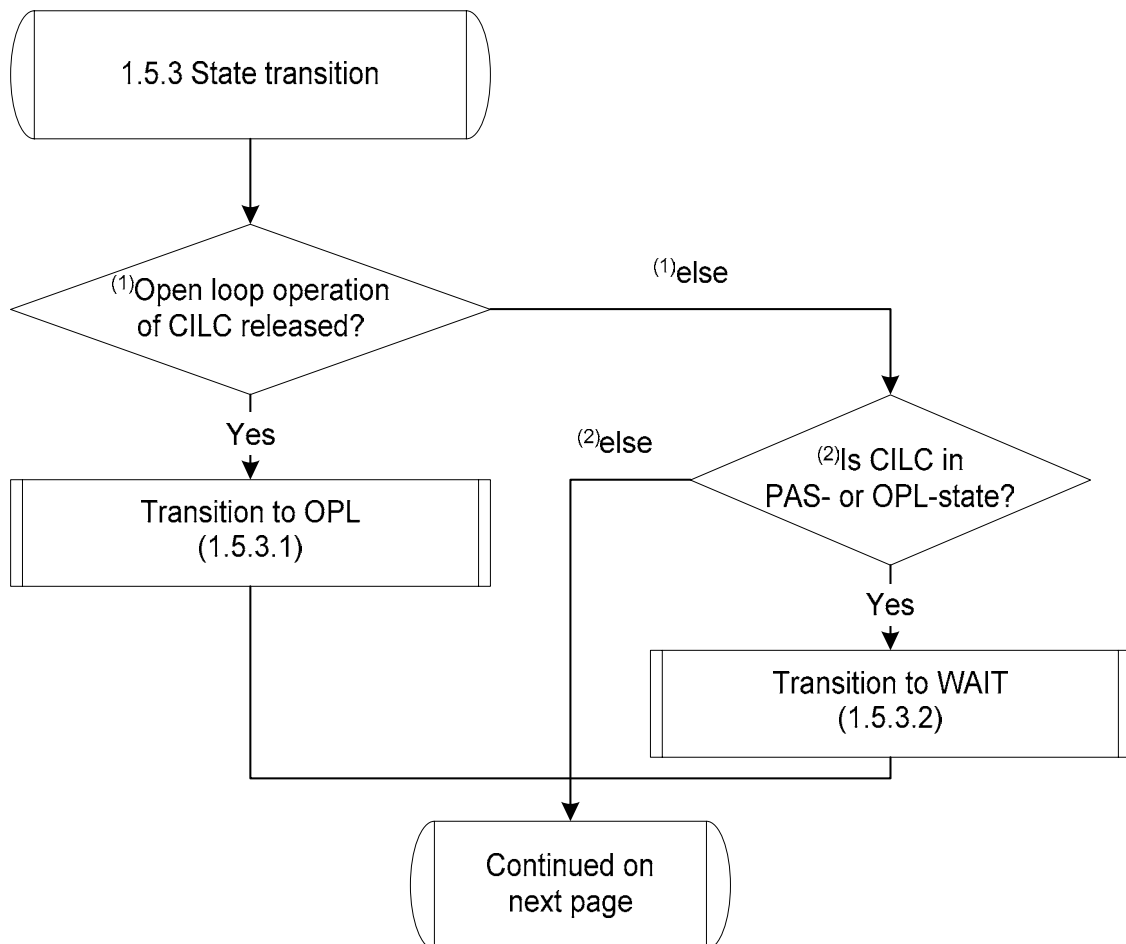 1.5.3 State transition
(1)Open loop operation
of CILC released?
(1)else
Yes
(2)else
(2)Is CILC in
PAS- or OPL-state?
Transition to OPL
(1.5.3.1)
Yes
Transition to WAIT
(1.5.3.2)
Continued on
next page